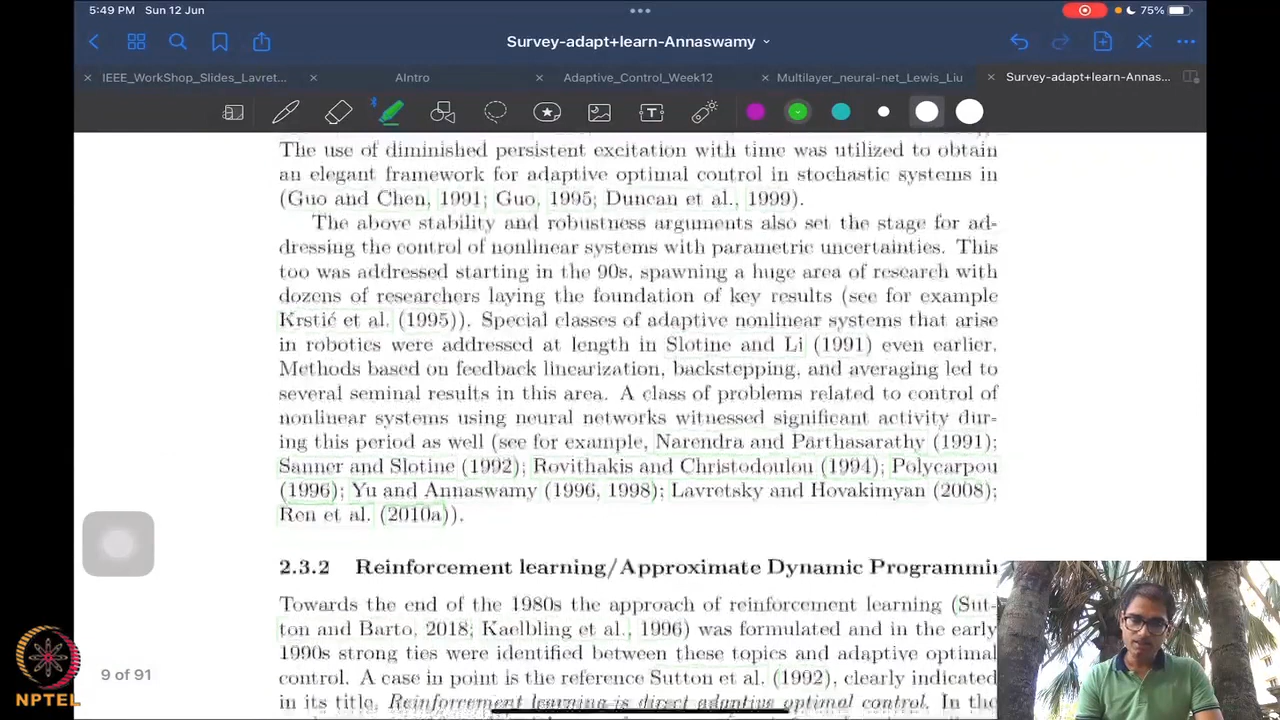 5:49 PM Sun 12 Jun
75%
Survey-adapt+learn-Annaswamy
IEEE_WorkShop_Slides_Lavret...
AIntro
Adaptive_Control_Week12
Multilayer_neural-net_Lewis_Liu
Survey-adapt+learn-Annas...
The use of diminished persistent excitation with time was utilized to obtain
an elegant framework for adaptive optimal control in stochastic systems in
(Guo and Chen, 1991; Guo, 1995; Duncan et al., 1999).
The above stability and robustness arguments also set the stage for ad-
dressing the control of nonlinear systems with parametric uncertainties. This
too was addressed starting in the 90s, spawning a huge area of research with
dozens of researchers laying the foundation of key results (see for example
Krstić et al. (1995)). Special classes of adaptive nonlinear systems that arise
in robotics were addressed at length in Slotine and Li (1991) even earlier.
Methods based on feedback linearization, backstepping, and averaging led to
several seminal results in this area. A class of problems related to control of
nonlinear systems using neural networks witnessed significant activity dur-
ing this period as well (see for example, Narendra and Parthasarathy (1991);
Sanner and Slotine (1992); Rovithakis and Christodoulou (1994); Polycarpou
(1996); Yu and Annaswamy (1996, 1998); Lavretsky and Hovakimyan (2008);
Ren et al. (2010a)).
2.3.2 Reinforcement learning/Approximate Dynamic Programmin
Towards the end of the 1980s the approach of reinforcement learning (Sut-
ton and Barto, 2018; Kaelbling et al., 1996) was formulated and in the early
1990s strong ties were identified between these topics and adaptive optimal
control. A case in point is the reference Sutton et al. (1992), clearly indicated
in its title, Reinforcement learning is direct adaptive optimal control. In the
9 of 91
NPTEL